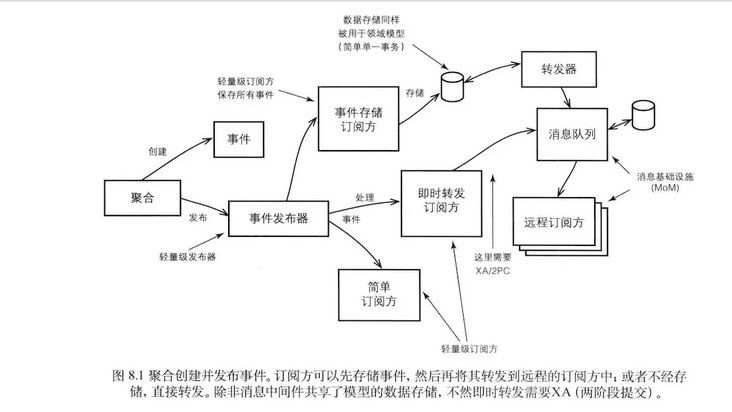 数据存储同样
被用于领域模型
(简单单一事务)
转发器
轻量级订阅方
保存所有事件
事件存储
订阅方
存储
创建
事件
消息队列
聚合
发布
事件发布器
处理
事件
即时转发
订阅方
消息基础设施
(MoM)
远程订阅方
轻量级发布器
这里需要
XA/2PC
简单
订阅方
轻量级订阅方
图 8.1 聚合创建并发布事件。订阅方可以先存储事件，然后再将其转发到远程的订阅方中；或者不经存
储，直接转发。除非消息中间件共享了模型的数据存储，不然即时转发需要XA（两阶段提交）。